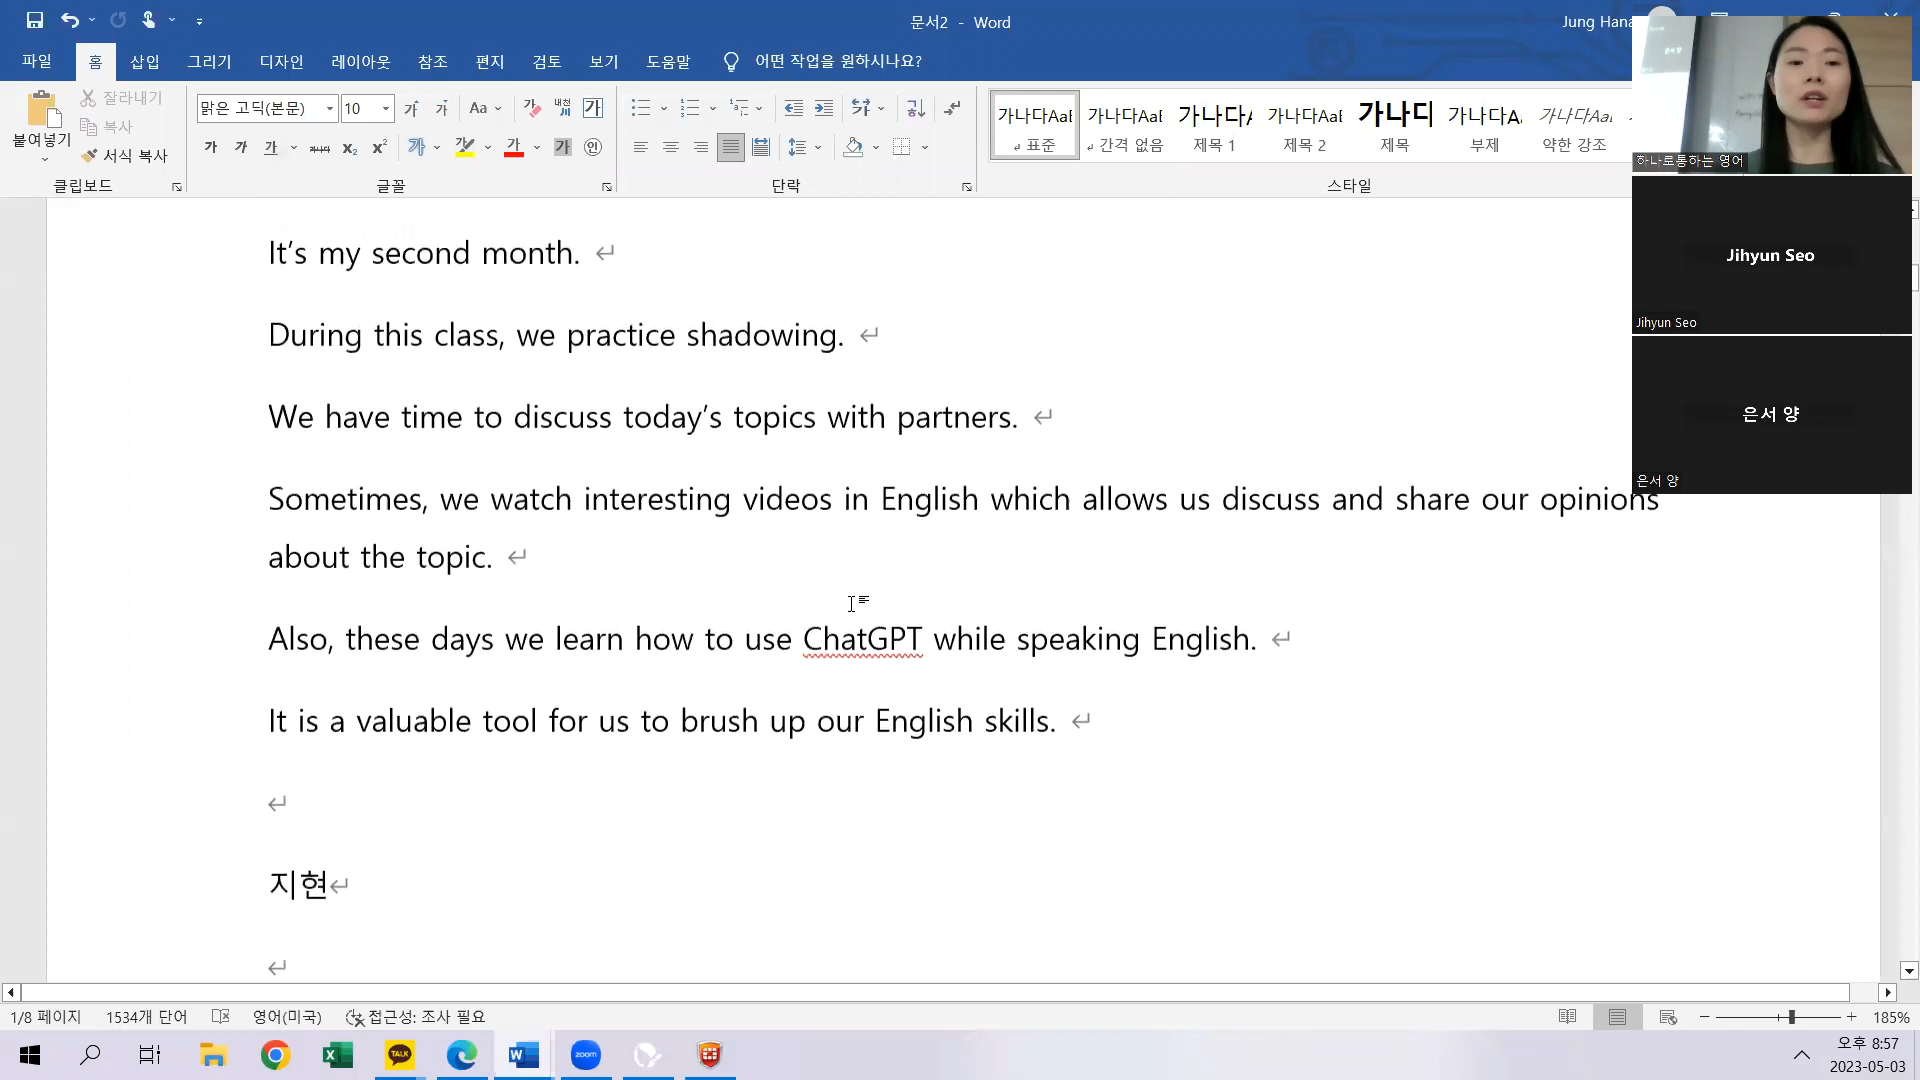 문서2 - Word
Jung Hana
파일 홈 삽입 그리기 디자인 레이아웃 참조 편지 검토 보기 도움말 어떤 작업을 원하시나요?
붙여넣기
잘라내기
복사
서식 복사
클립보드
맑은 고딕(본문) 10
글꼴
단락
가나다AaE 표준
가나다AaE 간격 없음
가나다 제목 1
가나다AaE 제목 2
가나다 제목
가나다A 부제
가나다Aa 약한 강조
스타일
하나로통하는 영어
Jihyun Seo
Jihyun Seo
은서 양
은서 양
It’s my second month.
During this class, we practice shadowing.
We have time to discuss today’s topics with partners.
Sometimes, we watch interesting videos in English which allows us discuss and share our opinions
about the topic.
Also, these days we learn how to use ChatGPT while speaking English.
It is a valuable tool for us to brush up our English skills.
지현
1/8 페이지 1534개 단어 영어(미국) 접근성: 조사 필요
185%
TALK
zoom
오후 8:57
2023-05-03